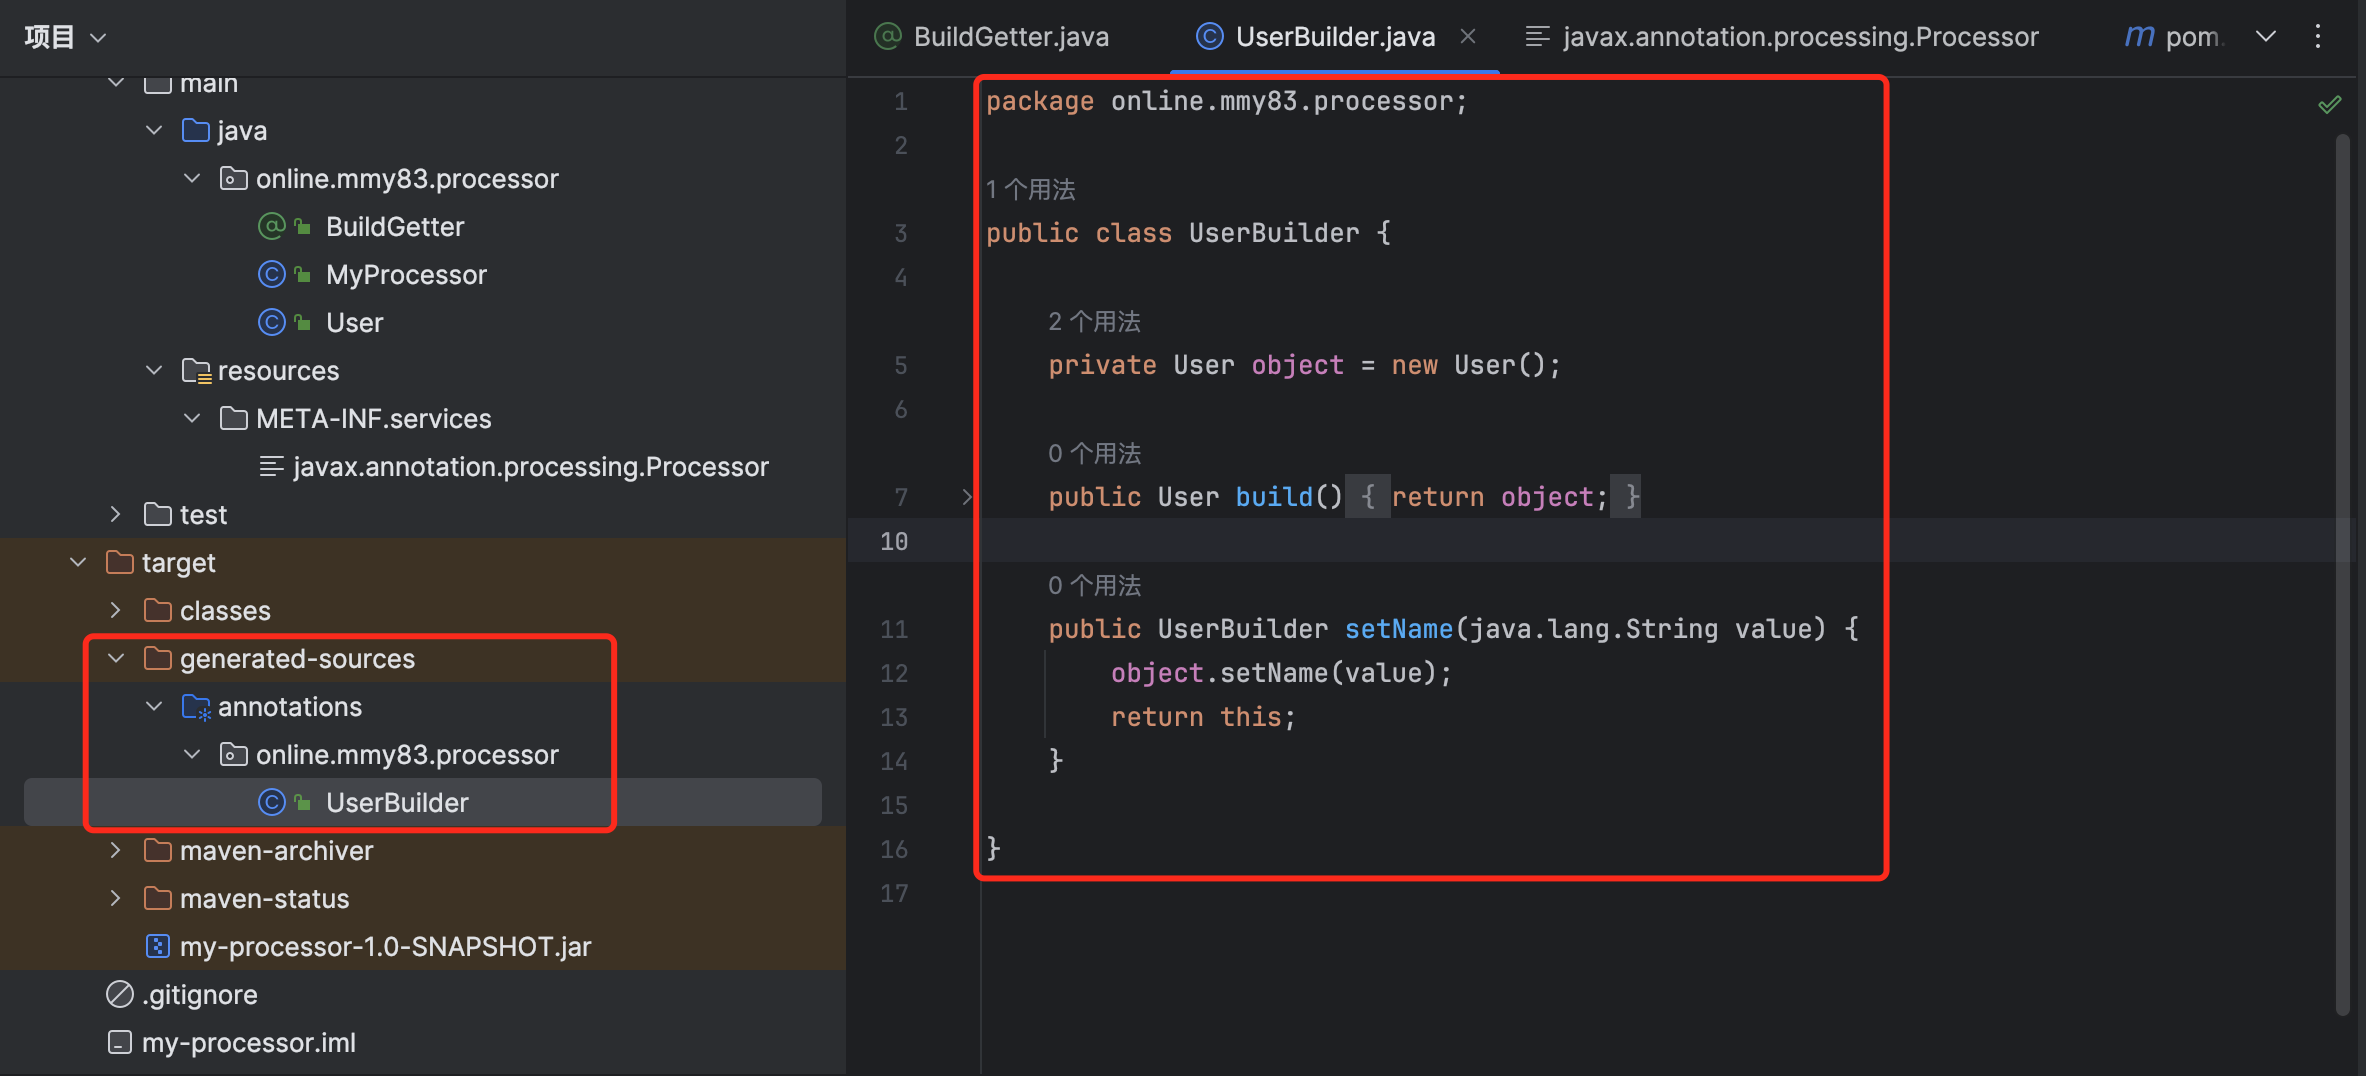 项目
main
java
online.mmy83.processor
BuildGetter
MyProcessor
User
resources
META-INF.services
javax.annotation.processing.Processor
test
target
classes
generated-sources
annotations
online.mmy83.processor
UserBuilder
maven-archiver
maven-status
my-processor-1.0-SNAPSHOT.jar
.gitignore
my-processor.iml
BuildGetter.java
UserBuilder.java
javax.annotation.processing.Processor
m pom.
1 package online.mmy83.processor;
2
1 个用法
3 public class UserBuilder {
4
2 个用法
5 private User object = new User();
6
0 个用法
7 public User build() { return object; }
10
0 个用法
11 public UserBuilder setName(java.lang.String value) {
12 object.setName(value);
13 return this;
14 }
15
16 }
17